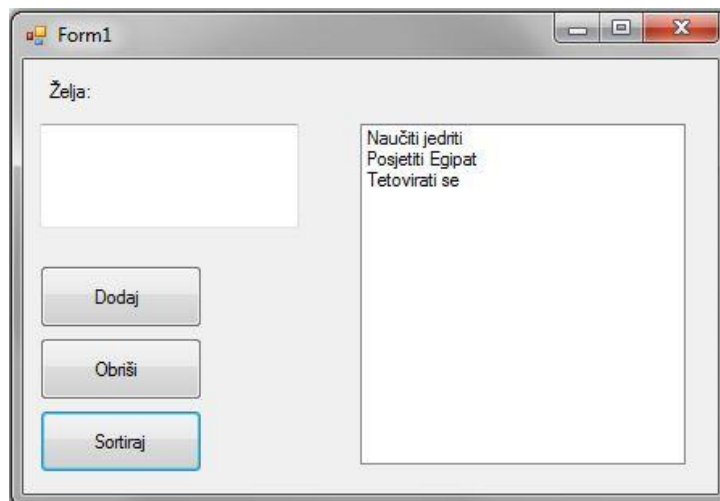 Form1
Želja:
Naučiti jedriti
Posjetiti Egipat
Tetovirati se
Dodaj
Obriši
Sortiraj